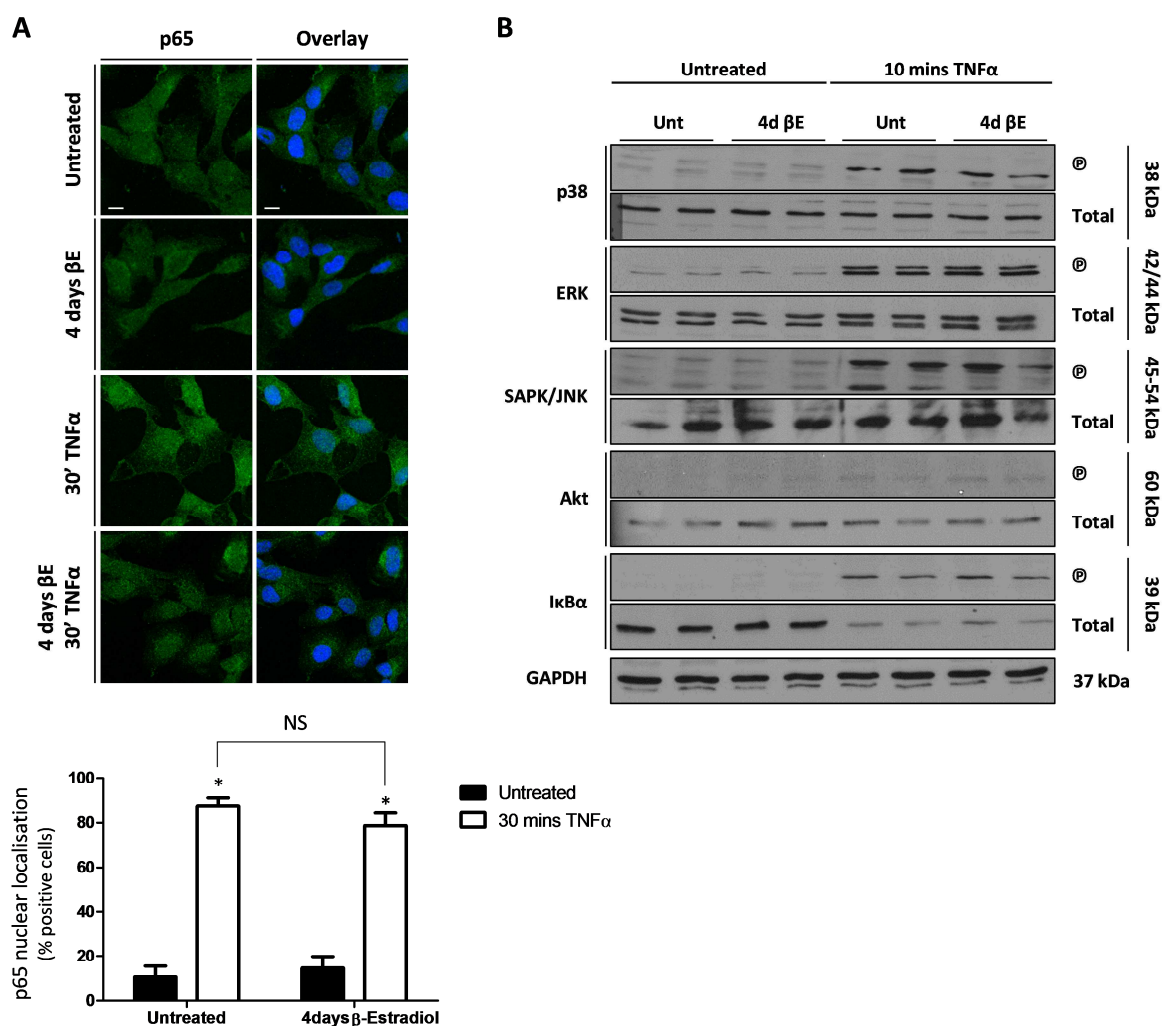 A
p65
Overlay
Untreated
4 days βE
30’ TNFα
4 days βE
30’ TNFα
NS
*
*
100
80
60
40
20
0
p65 nuclear localisation
(% positive cells)
Untreated
4days β-Estradiol
Untreated
30 mins TNFα
B
Untreated
10 mins TNFα
Unt
4d βE
Unt
4d βE
p38
Ⓟ
Total
38 kDa
ERK
Ⓟ
Total
42/44 kDa
SAPK/JNK
Ⓟ
Total
45-54 kDa
Akt
Ⓟ
Total
60 kDa
IκBα
Ⓟ
Total
39 kDa
GAPDH
37 kDa